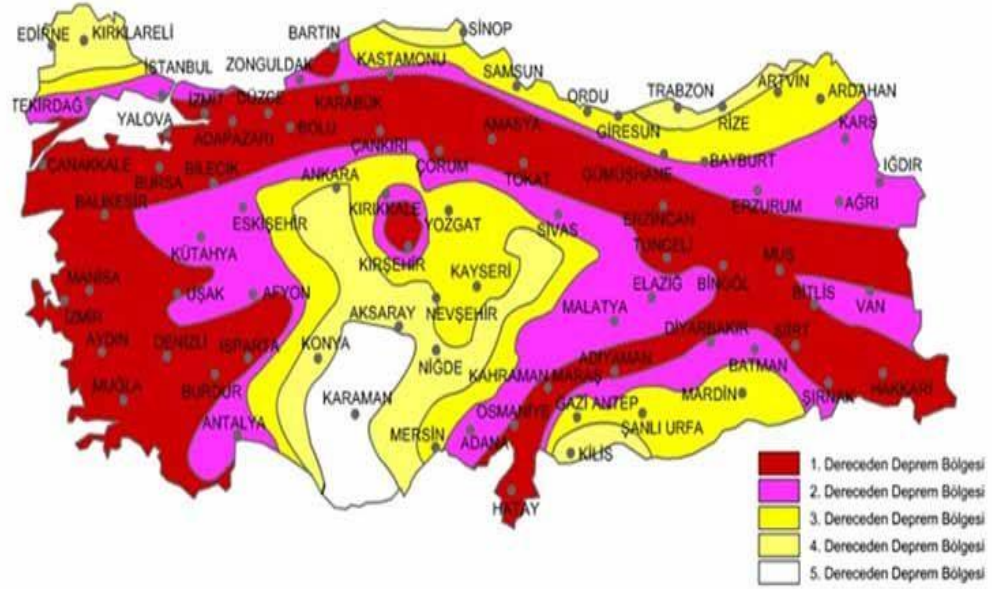 EDİRNE
KIRKLARELİ
TEKİRDAĞ
İSTANBUL
YALOVA
İZMİT
DÜZCE
ADAPAZARI
ZONGULDAK
BARTIN
KARABÜK
BOLU
KASTAMONU
SİNOP
SAMSUN
ORDU
GİRESUN
TRABZON
RİZE
ARTVİN
ARDAHAN
KARS
IĞDIR
AĞRI
ÇANAKKALE
BURSA
BİLECİK
BALIKESİR
ANKARA
ÇANKIRI
ÇORUM
AMASYA
TOKAT
GÜMÜŞHANE
BAYBURT
ERZURUM
ESKİŞEHİR
KÜTAHYA
KIRIKKALE
YOZGAT
KIRŞEHİR
SİVAS
ERZİNCAN
TUNCELİ
MUŞ
MANİSA
İZMİR
UŞAK
AFYON
KAYSERİ
NEVŞEHİR
AKSARAY
MALATYA
ELAZIĞ
BİNGÖL
BİTLİS
VAN
AYDIN
DENİZLİ
ISPARTA
KONYA
NİĞDE
DİYARBAKIR
SİİRT
BATMAN
MUĞLA
BURDUR
KARAMAN
KAHRAMAN MARAŞ
ADIYAMAN
MARDİN
ŞIRNAK
HAKKARİ
ANTALYA
MERSİN
ADANA
OSMANİYE
GAZİ ANTEP
ŞANLI URFA
KİLİS
HATAY
1. Dereceden Deprem Bölgesi
2. Dereceden Deprem Bölgesi
3. Dereceden Deprem Bölgesi
4. Dereceden Deprem Bölgesi
5. Dereceden Deprem Bölgesi